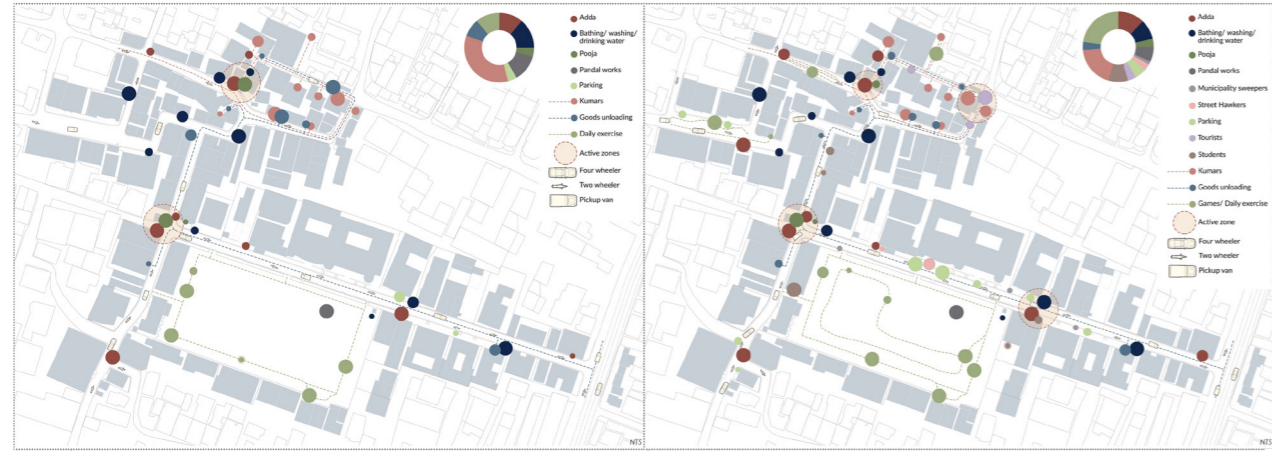 Adda
Bathing/ washing/
drinking water
Pooja
Pandal works
Parking
Kumars
Goods unloading
Daily exercise
Active zones
Four wheeler
Two wheeler
Pickup van
NTS
Adda
Bathing/ washing/
drinking water
Pooja
Pandal works
Municipality sweepers
Street Hawkers
Parking
Tourists
Students
Kumars
Goods unloading
Games/ Daily exercise
Active zone
Four wheeler
Two wheeler
Pickup van
NTS